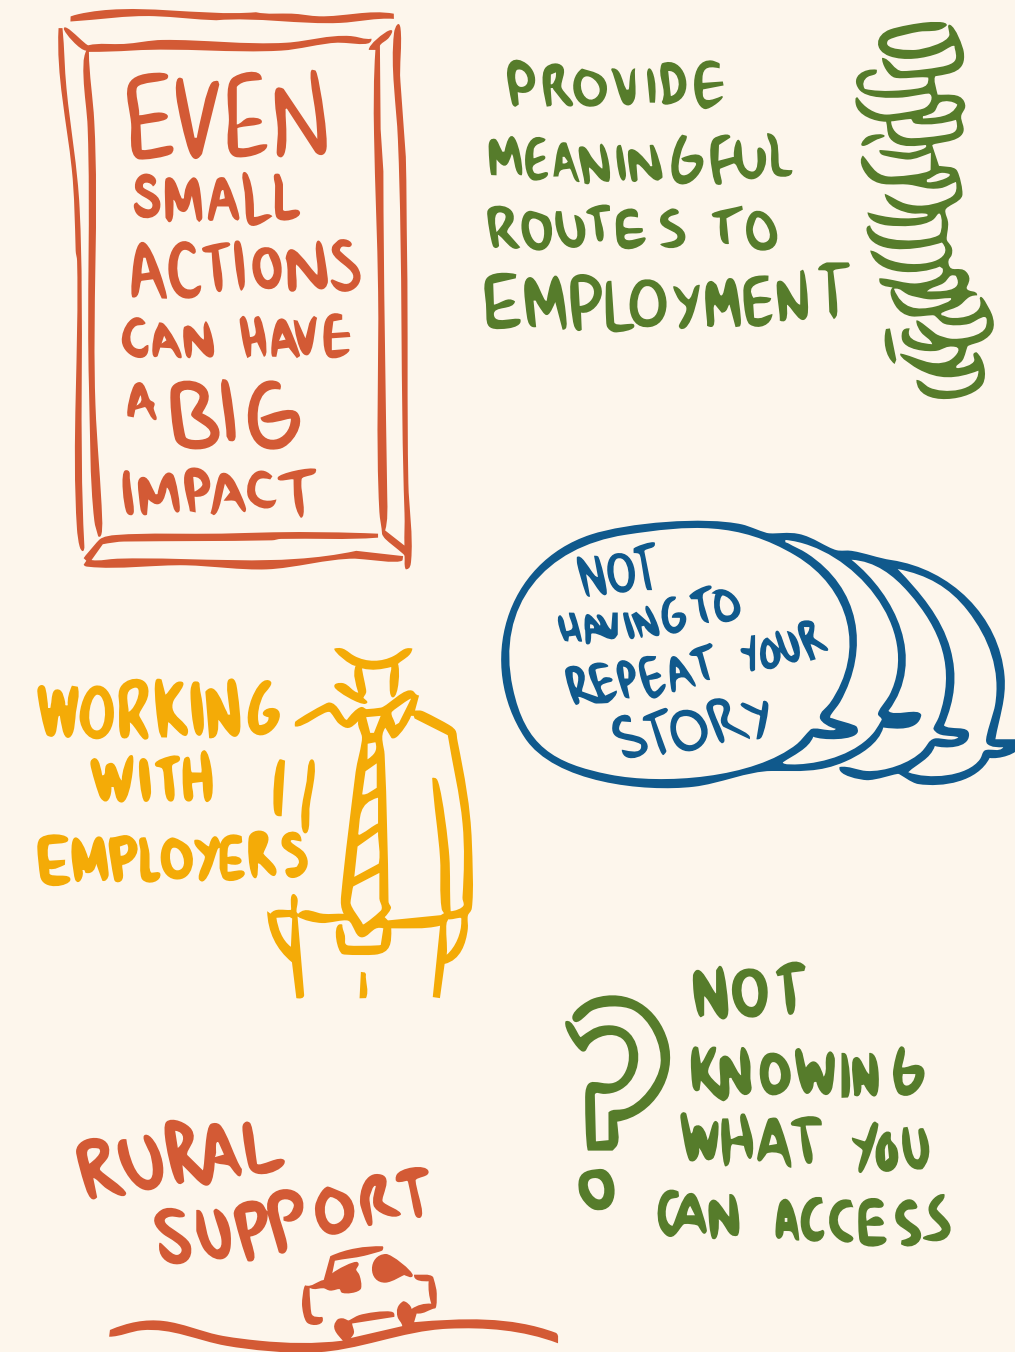 EVEN
SMALL
ACTIONS
CAN HAVE
A BIG
IMPACT
PROVIDE
MEANINGFUL
ROUTES TO
EMPLOYMENT
NOT
HAVING TO
REPEAT YOUR
STORY
WORKING
WITH
EMPLOYERS
NOT
KNOWING
WHAT YOU
CAN ACCESS
RURAL
SUPPORT